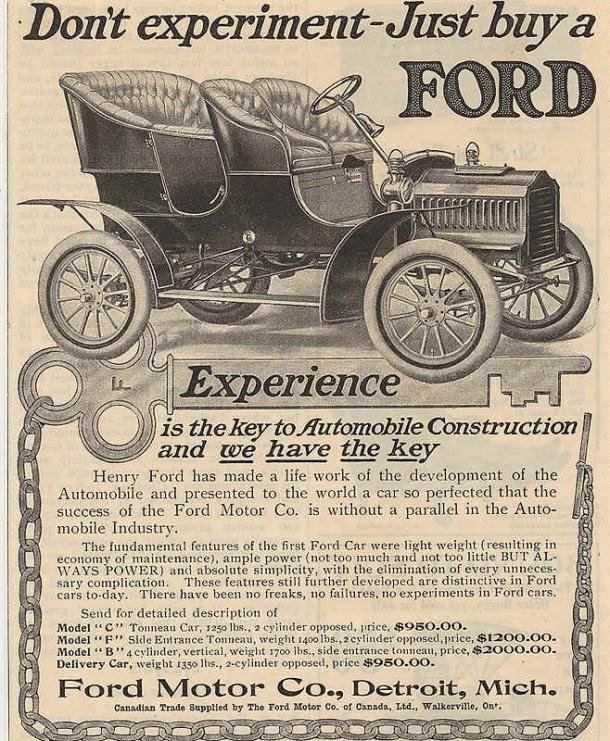 Don't experiment-Just buy a
FORD
F
Experience
is the key to Automobile Construction
and we have the key
Henry Ford has made a life work of the development of the
Automobile and presented to the world a car so perfected that the
success of the Ford Motor Co. is without a parallel in the Auto-
mobile Industry.
The fundamental features of the first Ford Car were light weight (resulting in
economy of maintenance), ample power (not too much and not too little BUT AL-
WAYS POWER) and absolute simplicity, with the elimination of every unneces-
sary complication. These features still further developed are distinctive in Ford
cars to-day. There have been no freaks, no failures, no experiments in Ford cars.
Send for detailed description of
Model "C" Tonneau Car, 1250 lbs., 2 cylinder opposed, price, $950.00.
Model "F" Side Entrance Tonneau, weight 1400 lbs., 2 cylinder opposed, price, $1200.00.
Model "B" 4 cylinder, vertical, weight 1700 lbs., side entrance tonneau, price, $2000.00.
Delivery Car, weight 1350 lbs., 2-cylinder opposed, price $950.00.
Ford Motor Co., Detroit, Mich.
Canadian Trade Supplied by The Ford Motor Co. of Canada, Ltd., Walkerville, Ont.